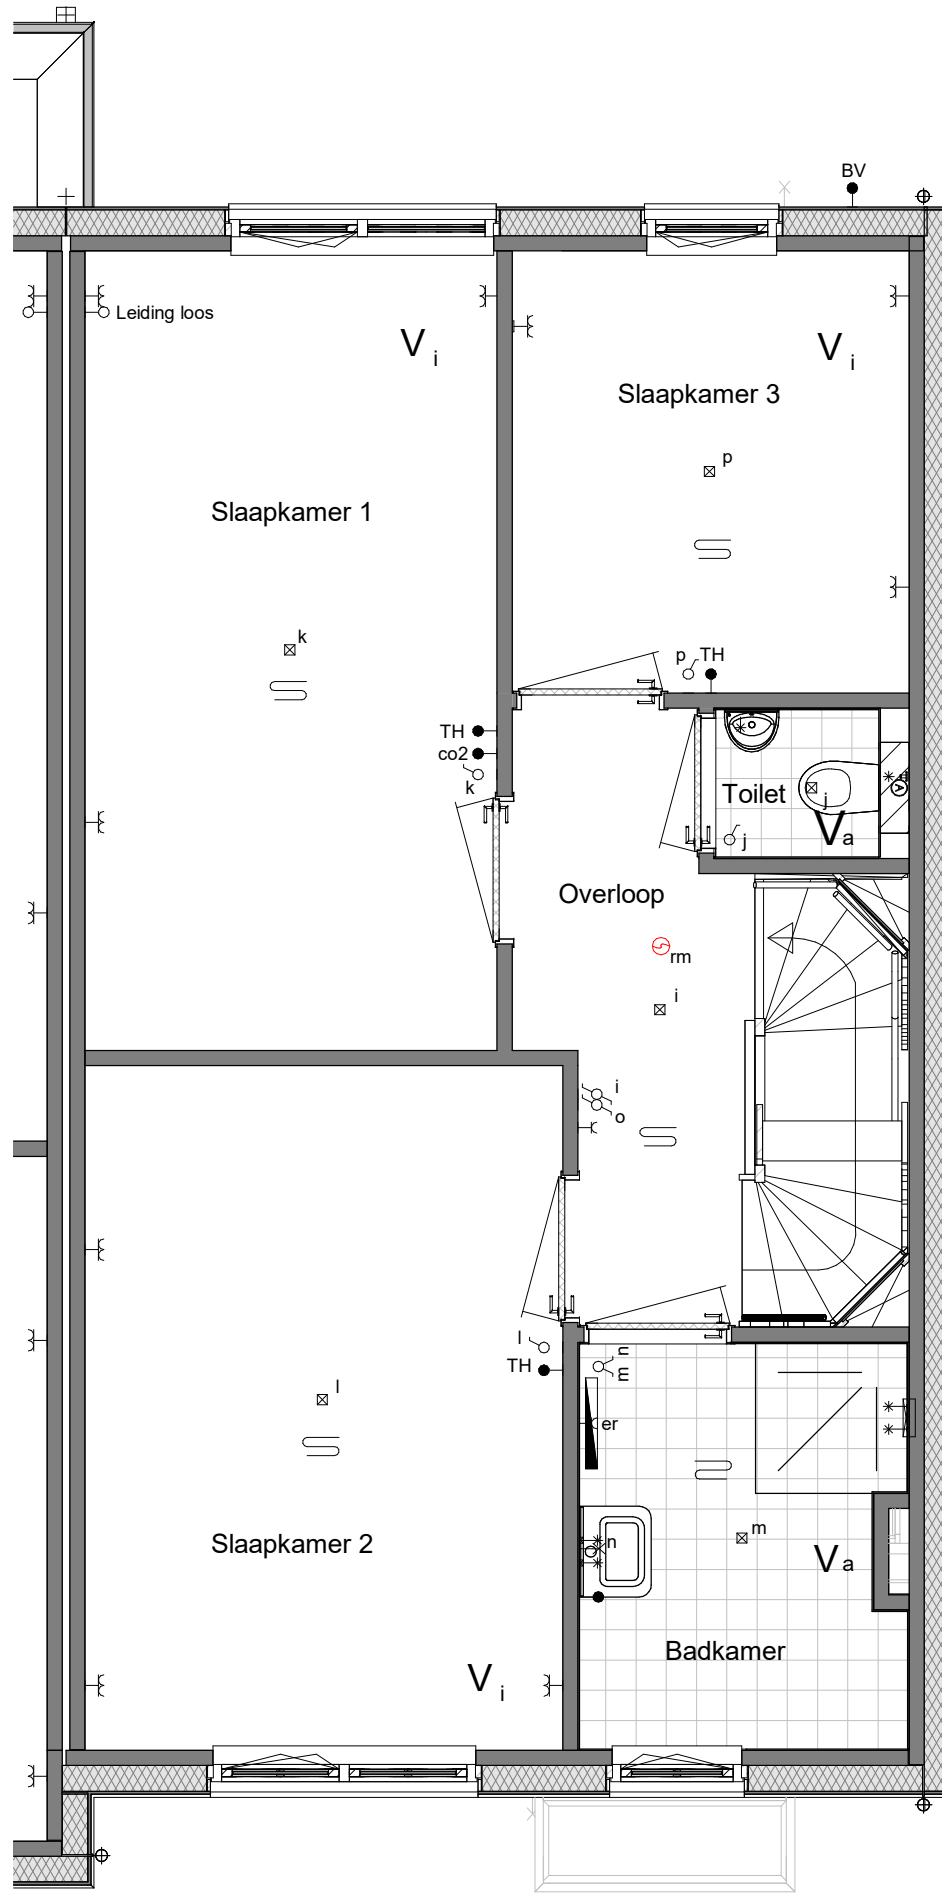 BV
Leiding loos
V i
V i
Slaapkamer 3
p
Slaapkamer 1
k
p TH
TH
co2
k
Toilet
j
V a
j
A
Overloop
rm
i
i
o
l
TH
n
m
l
er
Slaapkamer 2
n
m
V a
Badkamer
V i